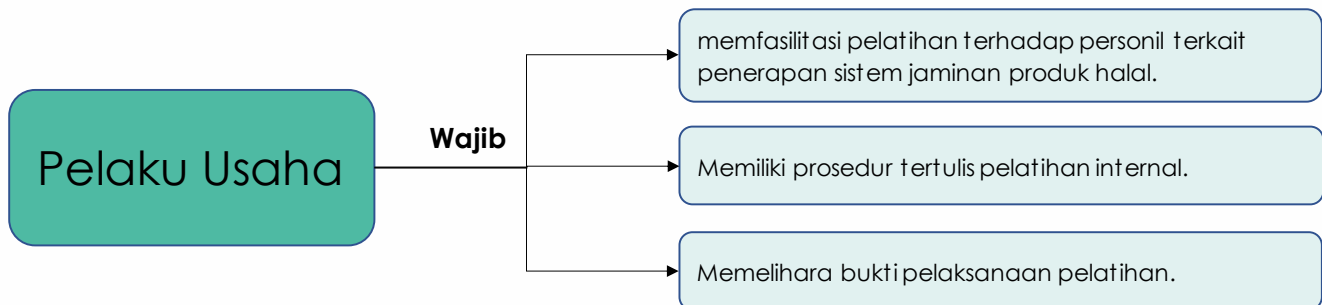 Pelaku Usaha
Wajib
memfasilitasi pelatihan terhadap personil terkait
penerapan sistem jaminan produk halal.
Memiliki prosedur tertulis pelatihan internal.
Memelihara bukti pelaksanaan pelatihan.